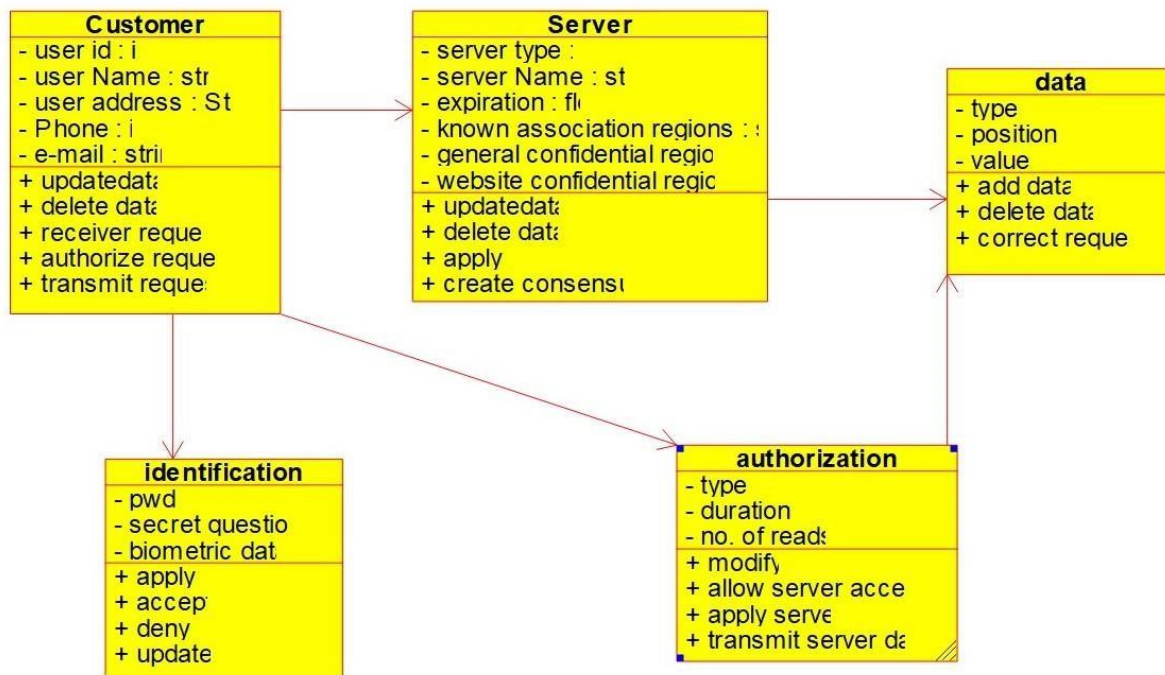 Customer
- user id : i
- user Name : str
- user address : St
- Phone : i
- e-mail : stri
+ updatedata
+ delete data
+ receiver reque
+ authorize reque
+ transmit reque
Server
- server type :
- server Name : st
- expiration : fl
- known association regions :
- general confidential regio
- website confidential regio
+ updatedata
+ delete data
+ apply
+ create consensu
data
- type
- position
- value
+ add data
+ delete data
+ correct reque
identification
- pwd
- secret questio
- biometric dat
+ apply
+ accept
+ deny
+ update
authorization
- type
- duration
- no. of reads
+ modify
+ allow server acce
+ apply serve
+ transmit server da